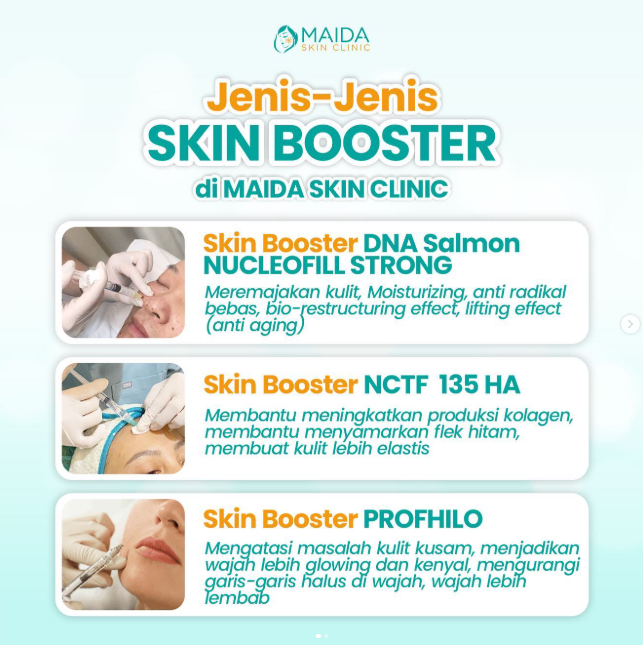 MAIDA
SKIN CLINIC
Jenis-Jenis
SKIN BOOSTER
di MAIDA SKIN CLINIC
Skin Booster DNA Salmon
NUCLEOFILL STRONG
Meremajakan kulit, Moisturizing, anti radikal
bebas, bio-restructuring effect, lifting effect
(anti aging)
Skin Booster NCTF 135 HA
Membantu meningkatkan produksi kolagen,
membantu menyamarkan flek hitam,
membuat kulit lebih elastis
Skin Booster PROFHILO
Mengatasi masalah kulit kusam, menjadikan
wajah lebih glowing dan kenyal, mengurangi
garis-garis halus di wajah, wajah lebih
lembab